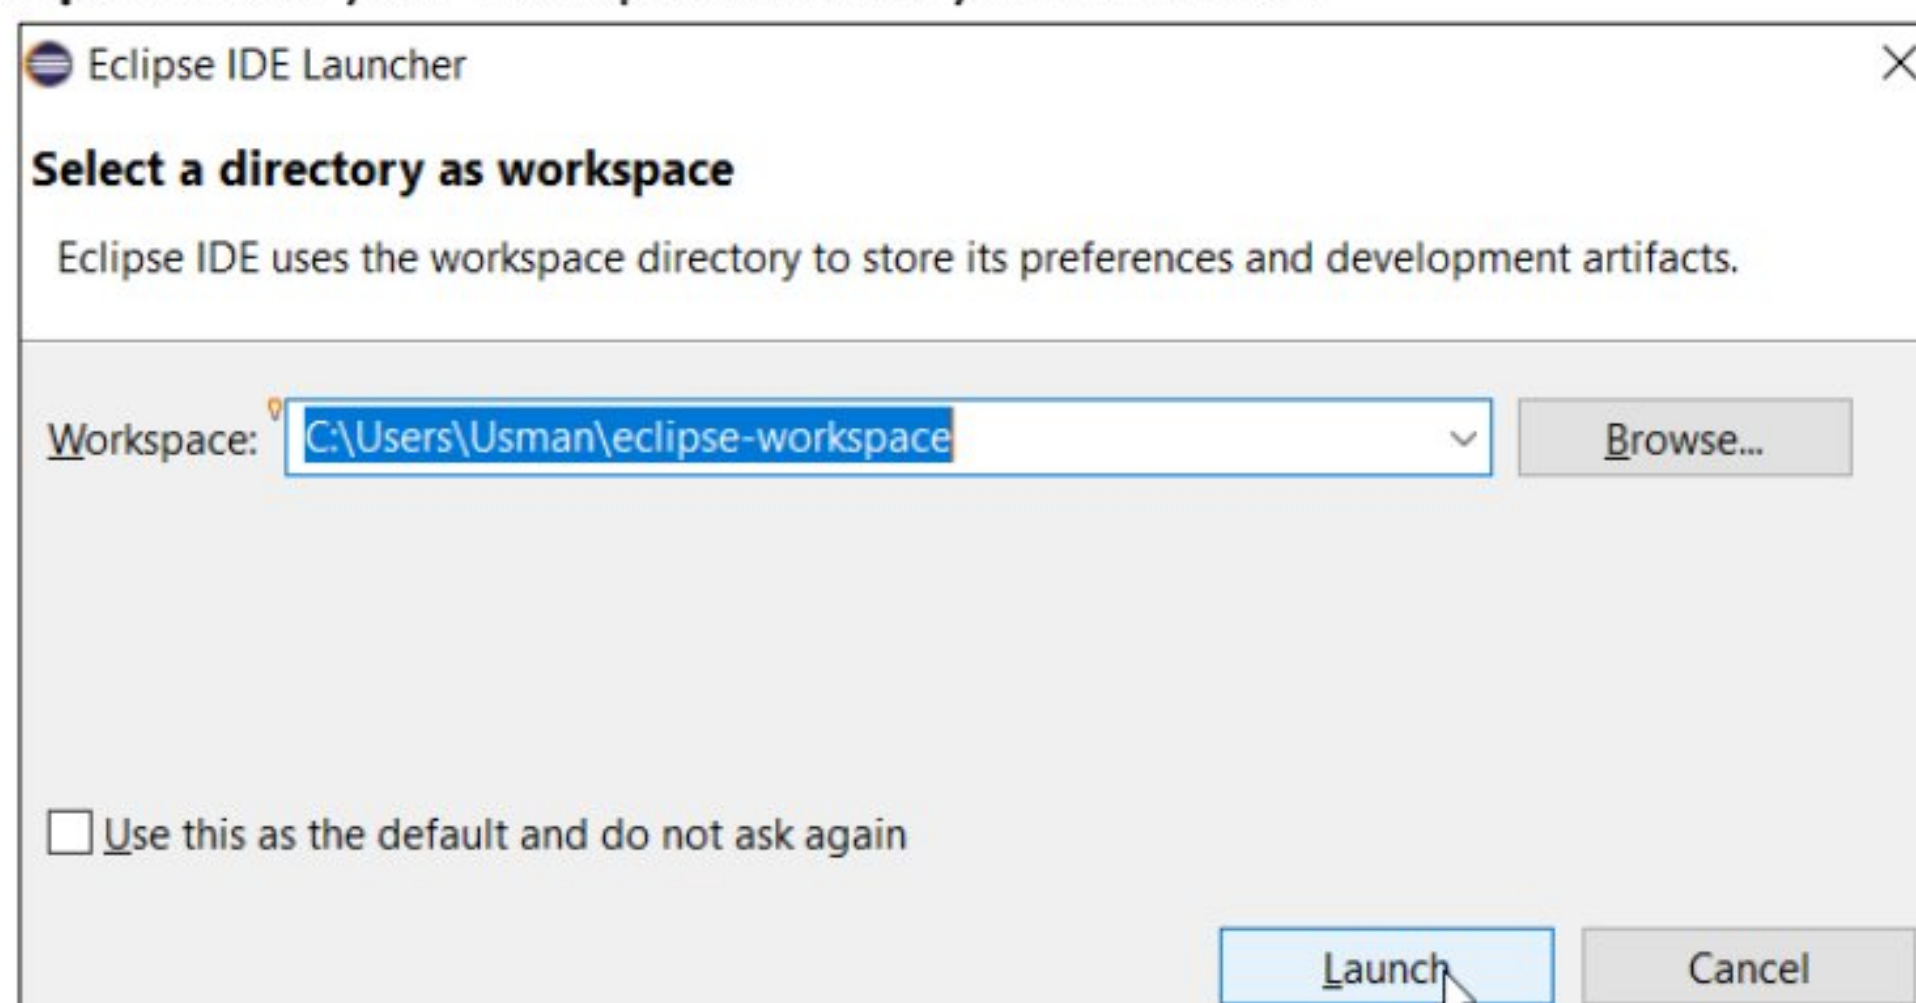 Eclipse IDE Launcher
Select a directory as workspace
Eclipse IDE uses the workspace directory to store its preferences and development artifacts.
Workspace: C:\Users\Usman\eclipse-workspace Browse...
Use this as the default and do not ask again
Launch Cancel